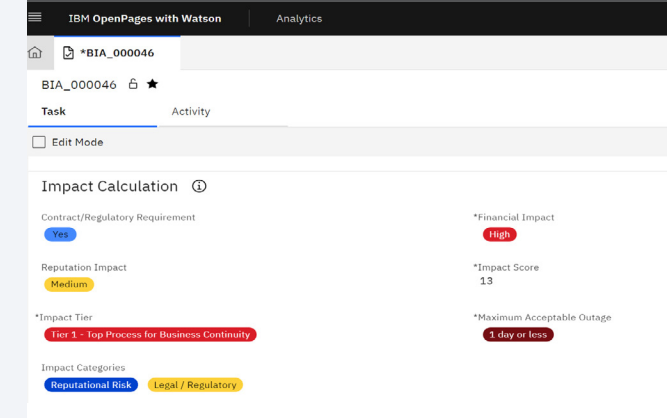 IBM OpenPages with Watson Analytics
*BIA_000046
BIA_000046
Task Activity
Edit Mode
Impact Calculation
Contract/Regulatory Requirement *Financial Impact
Yes High
Reputation Impact *Impact Score
Medium 13
*Impact Tier *Maximum Acceptable Outage
Tier 1 - Top Process for Business Continuity 1 day or less
Impact Categories
Reputational Risk Legal / Regulatory